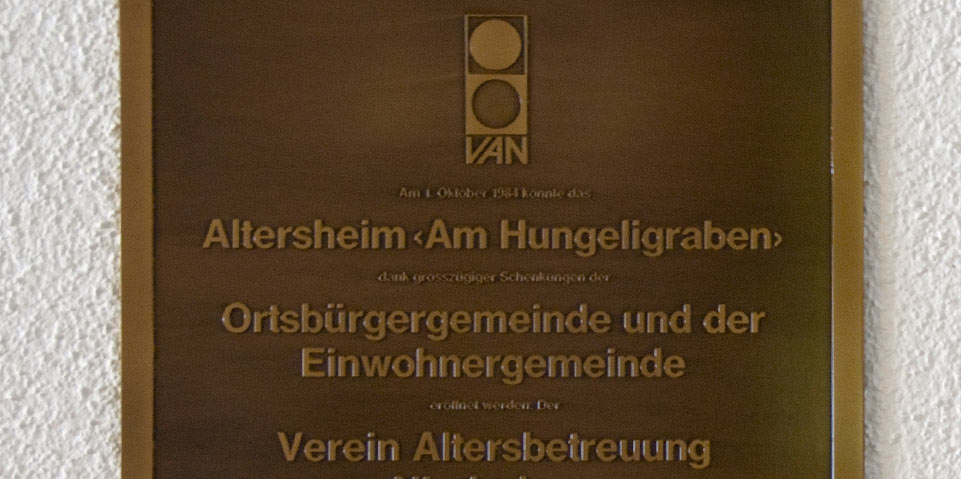 VAN
Am 1. Oktober 1984 konnte das
Altersheim ‹Am Hungeligraben›
dank grosszügiger Schenkungen der
Ortsbürgergemeinde und der
Einwohnergemeinde
eröffnet werden. Der
Verein Altersbetreuung